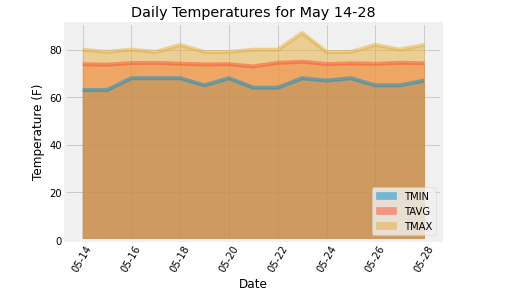 Daily Temperatures for May 14-28
Temperature (F)
80
60
40
20
0
05-14
05-16
05-18
05-20
05-22
05-24
05-26
05-28
Date
TMIN
TAVG
TMAX